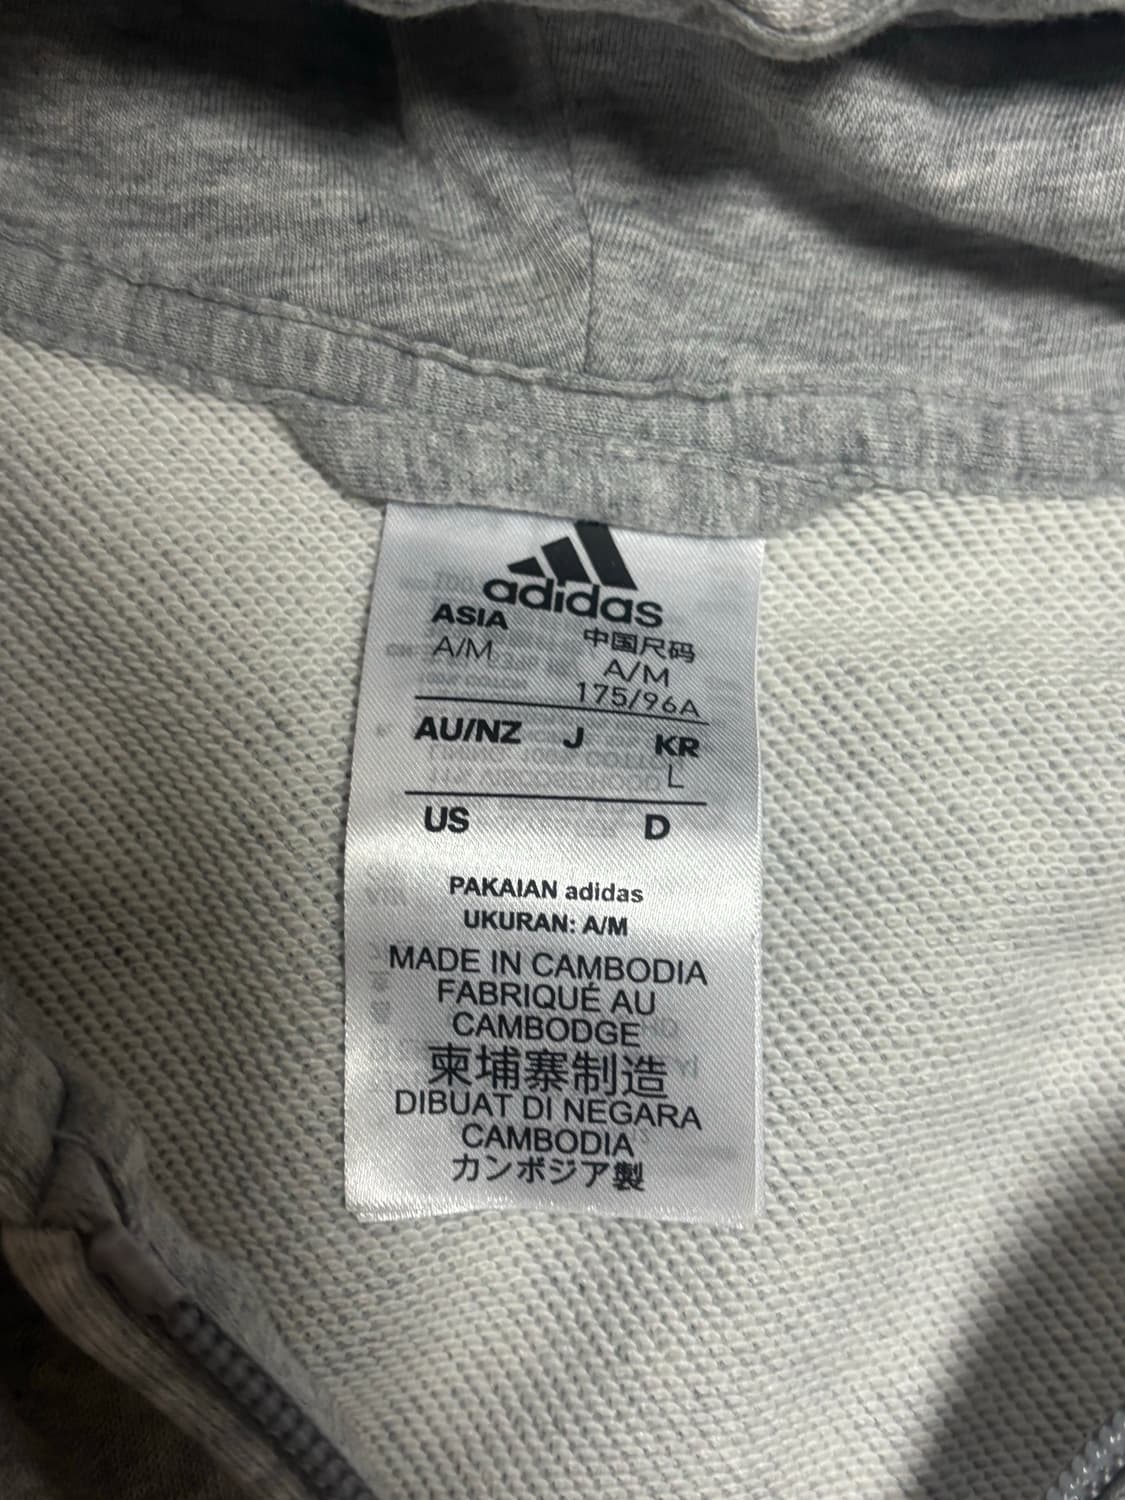 adidas
ASIA 中国尺码
A/M A/M
175/96A
AU/NZ J KR
L
US D
PAKAIAN adidas
UKURAN: A/M
MADE IN CAMBODIA
FABRIQUÉ AU
CAMBODGE
柬埔寨制造
DIBUAT DI NEGARA
CAMBODIA
カンボジア製